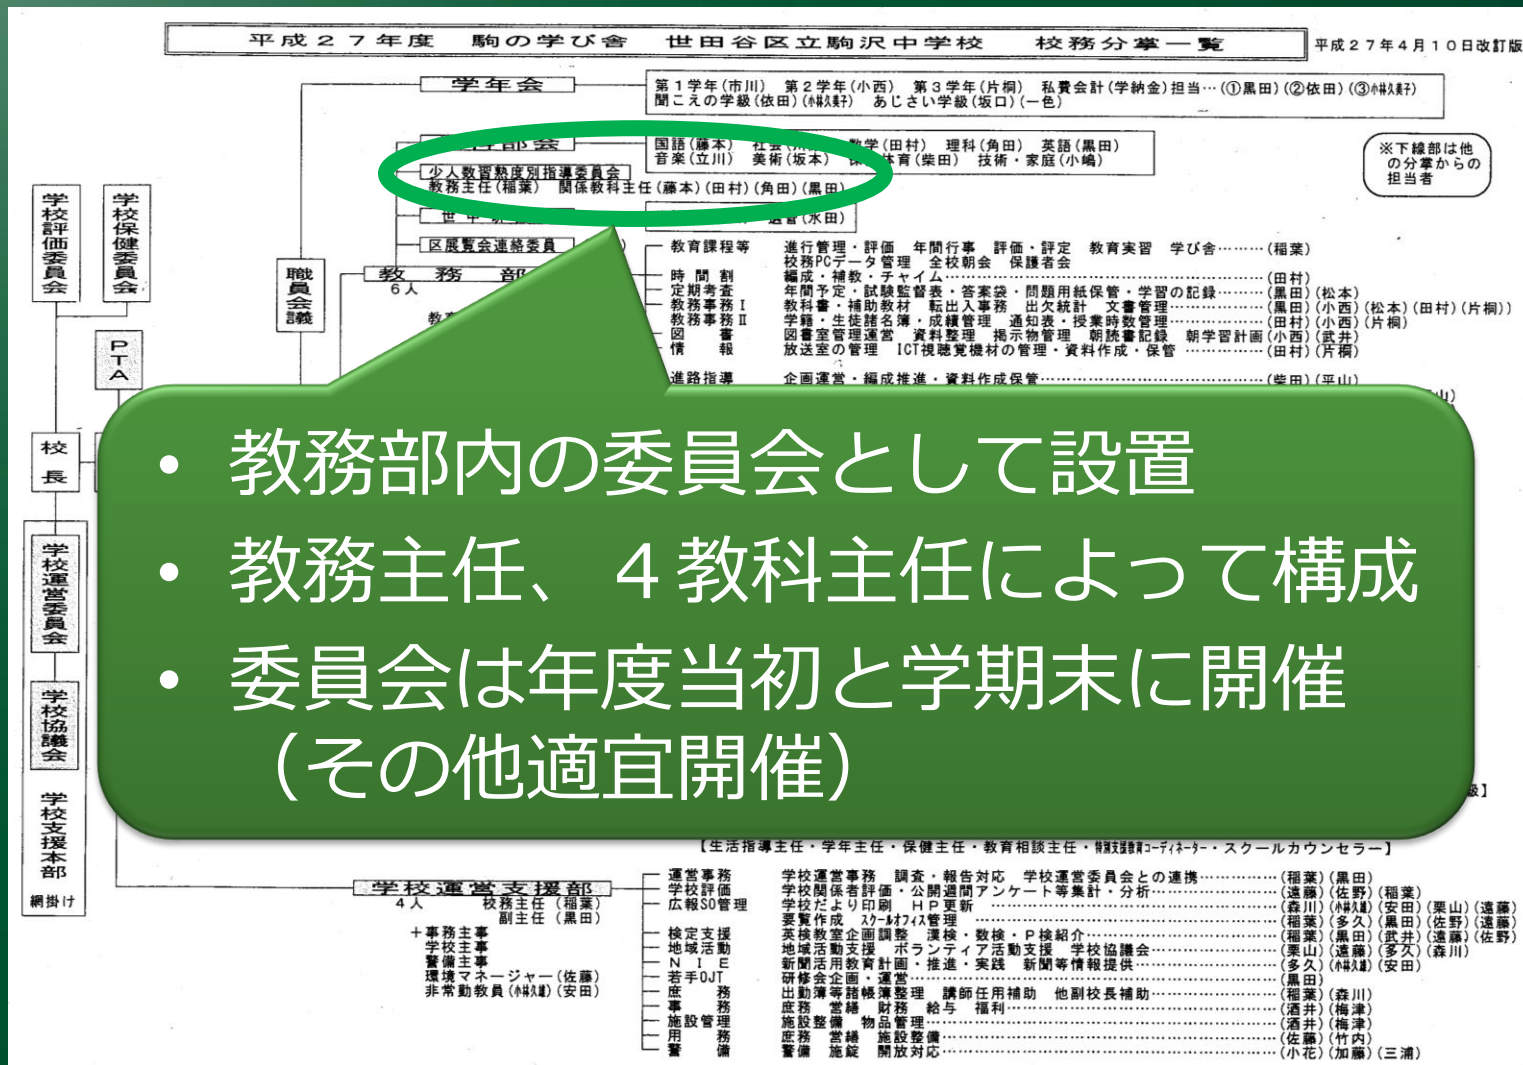 平成２７年度　駒の学び舎　世田谷区立駒沢中学校　校務分掌一覧
平成２７年４月１０日改訂版
学年会
第１学年(市川)　第２学年(小西)　第３学年(片桐)　私費会計(学納金)担当…(①黒田)(②依田)(③小林久美子)
聞こえの学級(依田)(小林久美子)　あじさい学級(坂口)(一色)
部会
国語(藤本)　社会　数学(田村)　理科(角田)　英語(黒田)
音楽(立川)　美術(坂本)　保　体育(柴田)　技術・家庭(小嶋)
※下線部は他
の分掌からの
担当者
少人数習熟度別指導委員会
教務主任(稲葉)　関係教科主任(藤本)(田村)(角田)(黒田)
世　中
(水田)
区展覧会連絡委員
教　務　部
６人
学校評価委員会
学校保健委員会
職員会議
ＰＴＡ
校長
学校運営委員会
学校協議会
学校支援本部
網掛け
教育課程等　進行管理・評価　年間行事　評価・評定　教育実習　学び舎………(稲葉)
校務PCデータ管理　全校朝会　保護者会
時間割　編成・補教・チャイム………(田村)
定期考査　年間予定・試験監督表・答案袋・問題用紙保管・学習の記録………(黒田)(松本)
教務事務Ⅰ　教科書・補助教材　転出入事務　出欠統計　文書管理………(黒田)(小西)(松本)(田村)(片桐))
教務事務Ⅱ　学籍・生徒諸名簿・成績管理　通知表・授業時数管理………(田村)(小西)(片桐)
図　書　図書室管理運営　資料整理　掲示物管理　朝読書記録　朝学習計画(小西)(武井)
情　報　放送室の管理　ICT視聴覚機材の管理・資料作成・保管………(田村)(片桐)
進路指導　企画運営・編成推進・資料作成保管………(柴田)(平山)
• 教務部内の委員会として設置
• 教務主任、４教科主任によって構成
• 委員会は年度当初と学期末に開催
（その他適宜開催）
【生活指導主任・学年主任・保健主任・教育相談主任・特別支援教育コーディネーター・スクールカウンセラー】
学校運営支援部
４人　校務主任(稲葉)
副主任(黒田)
＋事務主事
学校主事
警備主事
環境マネージャー(佐藤)
非常勤教員(小林久雄)(安田)
運営事務　学校運営事務　調査・報告対応　学校運営委員会との連携………(稲葉)(黒田)
学校評価　学校関係者評価・公開週間アンケート等集計・分析………(遠藤)(佐野)(稲葉)
広報SO管理　学校だより印刷　ＨＰ更新………(森川)(小林久雄)(安田)(栗山)(遠藤)
要覧作成　スクールオフィス管理………(稲葉)(多久)(黒田)(佐野)(遠藤)
検定支援　英検教室企画調整　漢検・数検・Ｐ検紹介………(稲葉)(黒田)(武井)(遠藤)(佐野)
地域活動　地域活動支援　ボランティア活動支援　学校協議会………(栗山)(遠藤)(多久)(森川)
Ｎ　Ｉ　Ｅ　新聞活用教育計画・推進・実践　新聞等情報提供………(多久)(小林久雄)(安田)
若手OJT　研修会企画・運営………(黒田)
庶　務　出勤簿等諸帳簿整理　講師任用補助　他副校長補助………(稲葉)(森川)
事　務　庶務　営繕　財務　給与　福利………(酒井)(梅津)
施設管理　施設整備　物品管理………(酒井)(梅津)
用　務　庶務　営繕　施設整備………(佐藤)(竹内)
警　備　警備　施錠　開放対応………(小花)(加藤)(三浦)